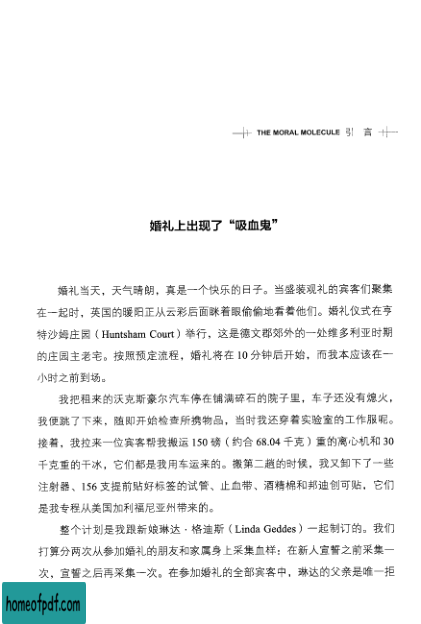 THE MORAL MOLECULE 引 言
婚礼上出现了“吸血鬼”
婚礼当天，天气晴朗，真是一个快乐的日子。当盛装观礼的宾客们聚集
在一起时，英国的暖阳正从云彩后面眯着眼偷偷地看着他们。婚礼仪式在亨
特沙姆庄园（Huntsham Court）举行，这是德文郡郊外的一处维多利亚时期
的庄园主老宅。按照预定流程，婚礼将在 10 分钟后开始，而我本应该在一
小时之前到场。
我把租来的沃克斯豪尔汽车停在铺满碎石的院子里，车子还没有熄火，
我便跳了下来，随即开始检查所携物品，当时我还穿着实验室的工作服呢。
接着，我拉来一位宾客帮我搬运 150 磅（约合 68.04 千克）重的离心机和 30
千克重的干冰，它们都是我用车运来的。搬第二趟的时候，我又卸下了一些
注射器、156 支提前贴好标签的试管、止血带、酒精棉和邦迪创可贴，它们
是我专程从美国加利福尼亚州带来的。
整个计划是我跟新娘琳达·格迪斯（Linda Geddes）一起制订的。我们
打算分两次从参加婚礼的朋友和家属身上采集血样：在新人宣誓之前采集一
次，宣誓之后再采集一次。在参加婚礼的全部宾客中，琳达的父亲是唯一拒
homeofpdf.com